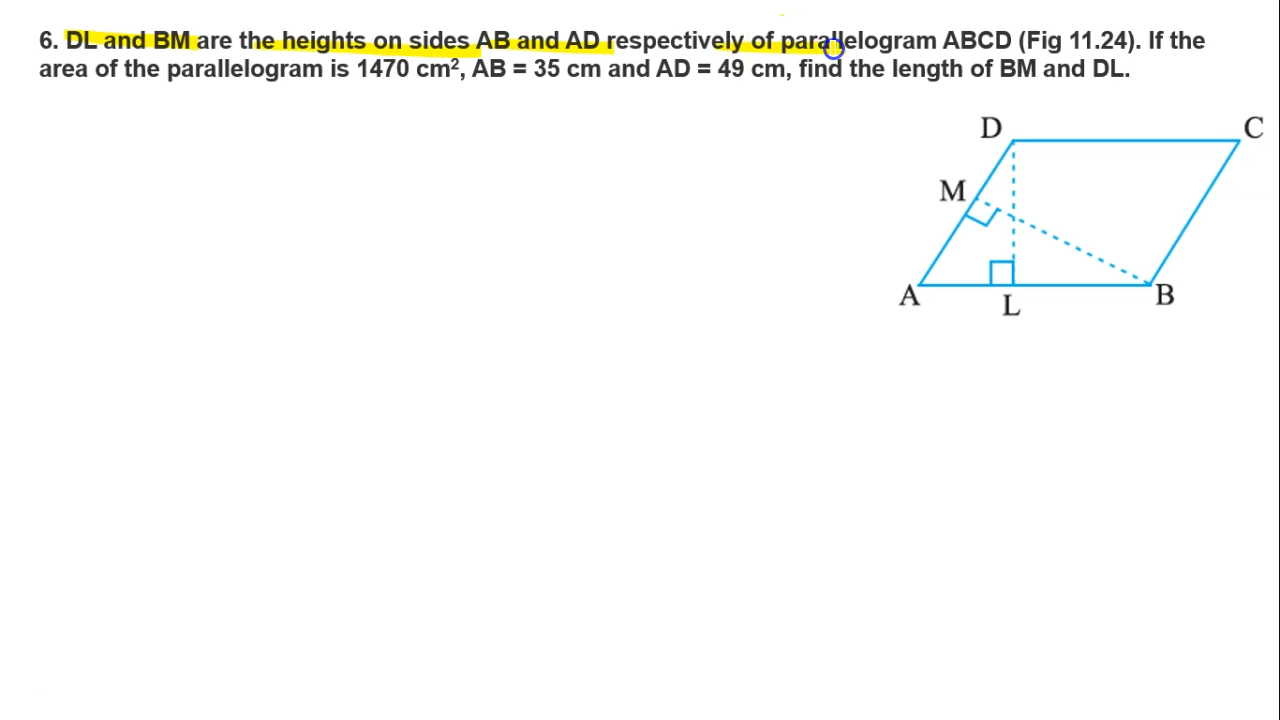 6. DL and BM are the heights on sides AB and AD respectively of parallelogram ABCD (Fig 11.24). If the
area of the parallelogram is 1470 cm², AB = 35 cm and AD = 49 cm, find the length of BM and DL.
D
C
M
A
B
L